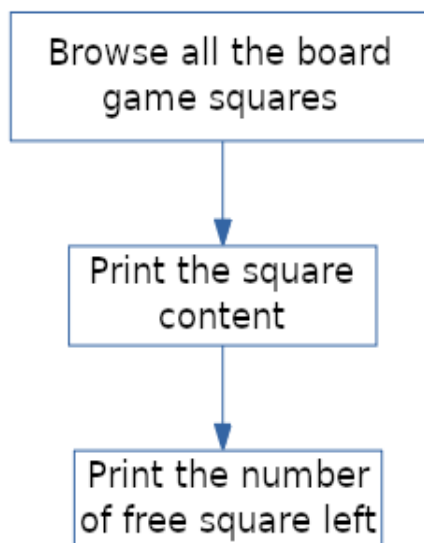 Browse all the board
game squares
Print the square
content
Print the number
of free square left